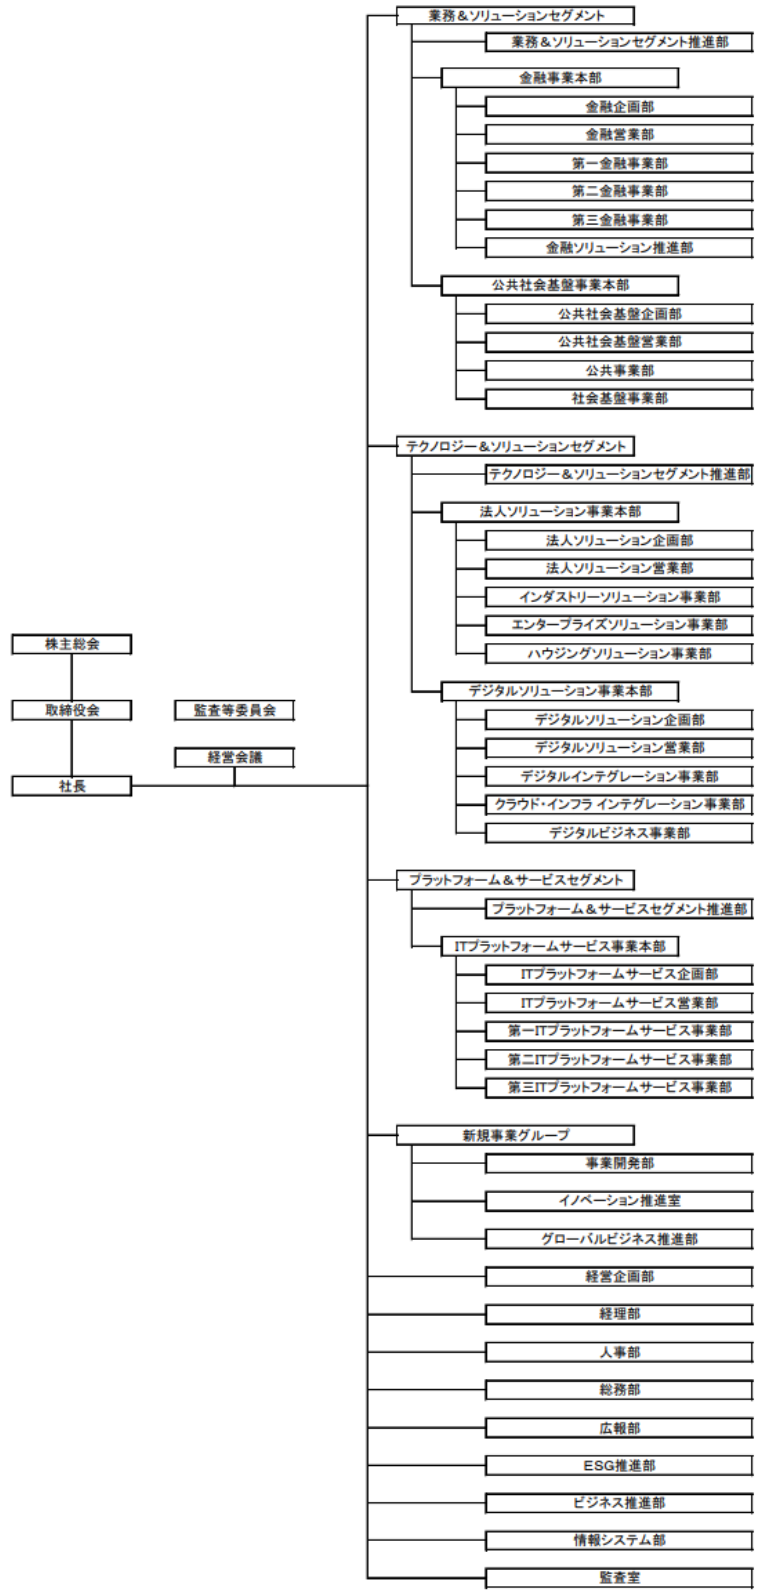 業務＆ソリューションセグメント
業務＆ソリューションセグメント推進部
金融事業本部
金融企画部
金融営業部
第一金融事業部
第二金融事業部
第三金融事業部
金融ソリューション推進部
公共社会基盤事業本部
公共社会基盤企画部
公共社会基盤営業部
公共事業部
社会基盤事業部
テクノロジー＆ソリューションセグメント
テクノロジー＆ソリューションセグメント推進部
法人ソリューション事業本部
法人ソリューション企画部
法人ソリューション営業部
インダストリーソリューション事業部
エンタープライズソリューション事業部
ハウジングソリューション事業部
株主総会
取締役会
監査等委員会
経営会議
社長
デジタルソリューション事業本部
デジタルソリューション企画部
デジタルソリューション営業部
デジタルインテグレーション事業部
クラウド・インフラ インテグレーション事業部
デジタルビジネス事業部
プラットフォーム＆サービスセグメント
プラットフォーム＆サービスセグメント推進部
ITプラットフォームサービス事業本部
ITプラットフォームサービス企画部
ITプラットフォームサービス営業部
第一ITプラットフォームサービス事業部
第二ITプラットフォームサービス事業部
第三ITプラットフォームサービス事業部
新規事業グループ
事業開発部
イノベーション推進室
グローバルビジネス推進部
経営企画部
経理部
人事部
総務部
広報部
ESG推進部
ビジネス推進部
情報システム部
監査室